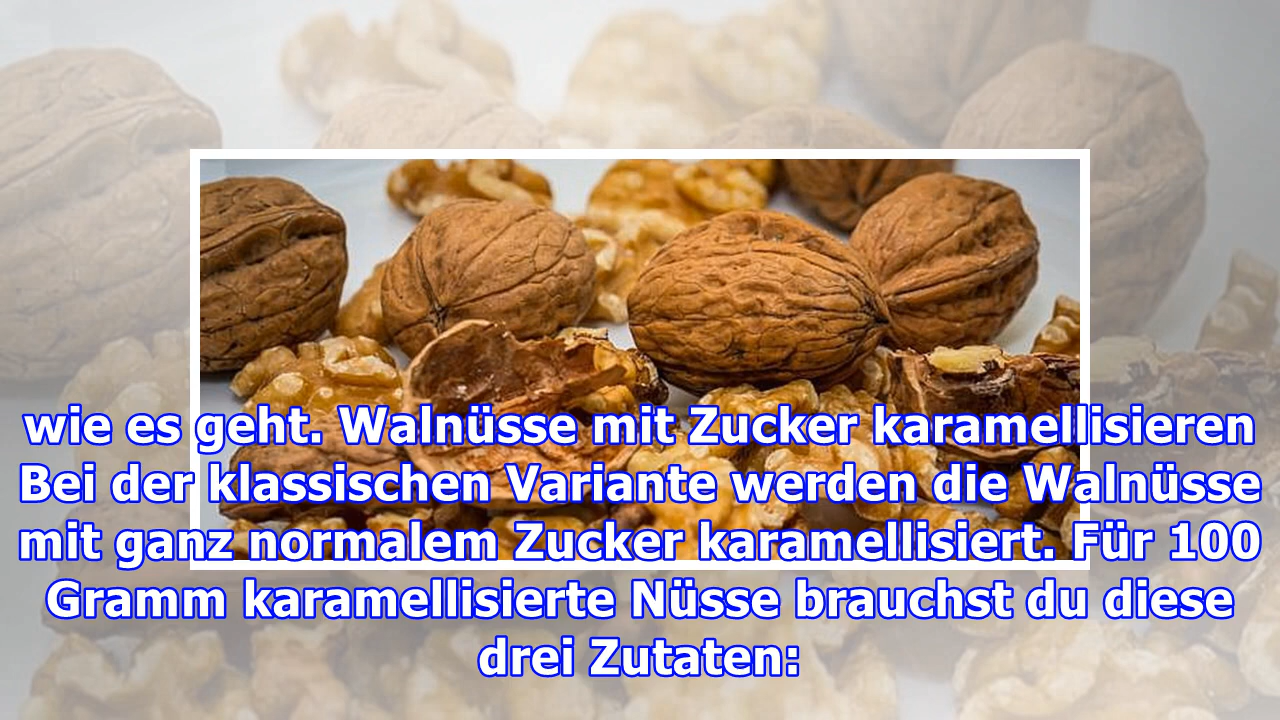 wie es geht. Walnüsse mit Zucker karamellisieren
Bei der klassischen Variante werden die Walnüsse
mit ganz normalem Zucker karamellisiert. Für 100
Gramm karamellisierte Nüsse brauchst du diese
drei Zutaten: